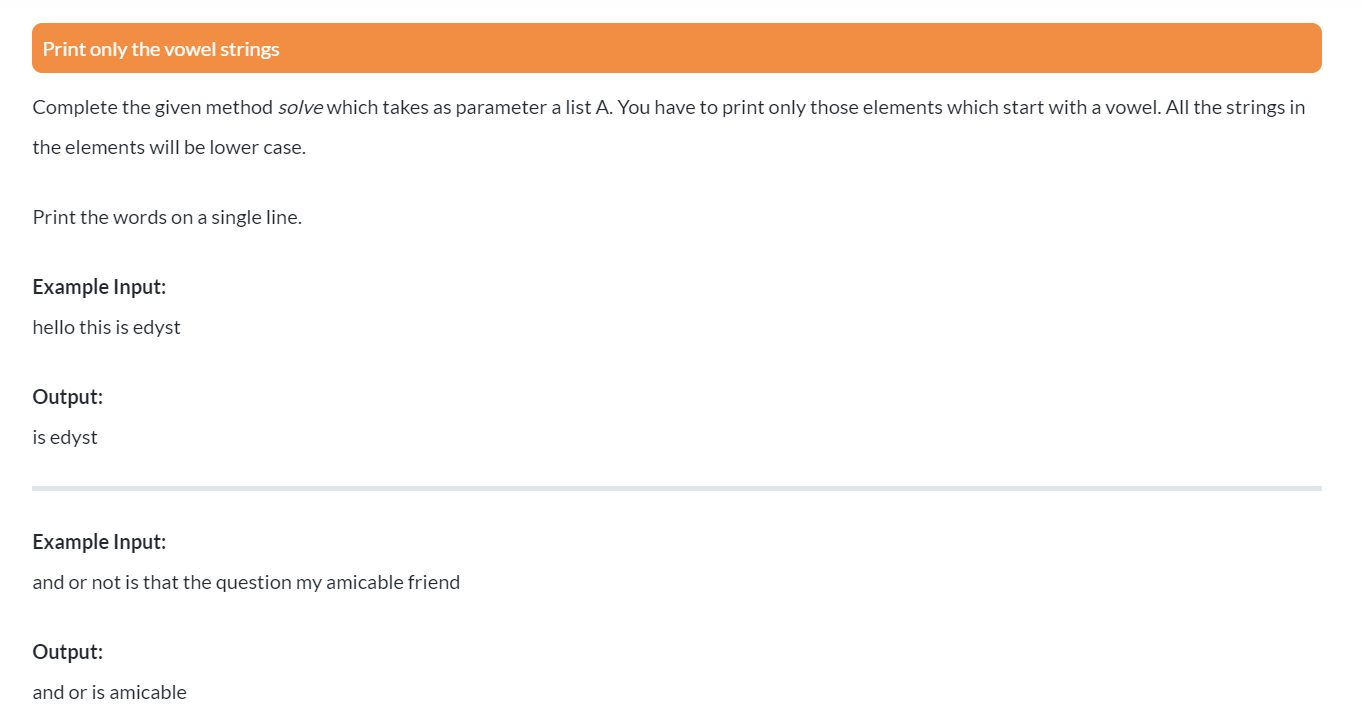 Print only the vowel strings
Complete the given method solve which takes as parameter a list A. You have to print only those elements which start with a vowel. All the strings in
the elements will be lower case.
Print the words on a single line.
Example Input:
hello this is edyst
Output:
is edyst
Example Input:
and or not is that the question my amicable friend
Output:
and or is amicable